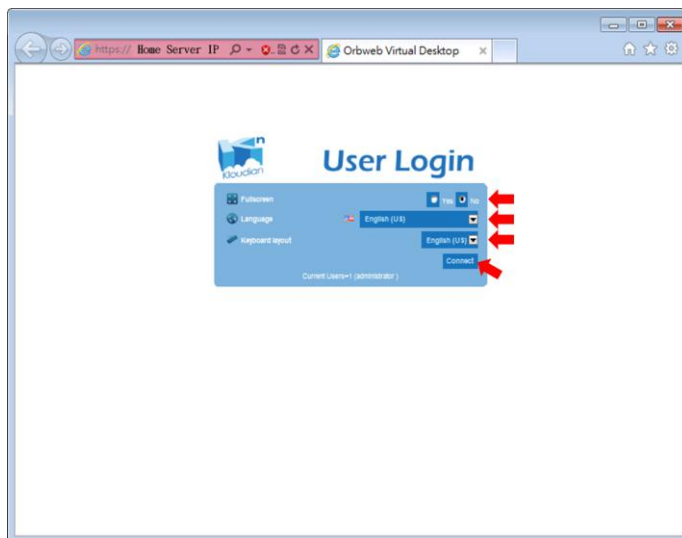 https:// Home Server IP
Orbweb Virtual Desktop
Kloudian
User Login
Fullscreen Yes No
Language English (US)
Keyboard layout English (US)
Connect
Current Users=1 (administrator )